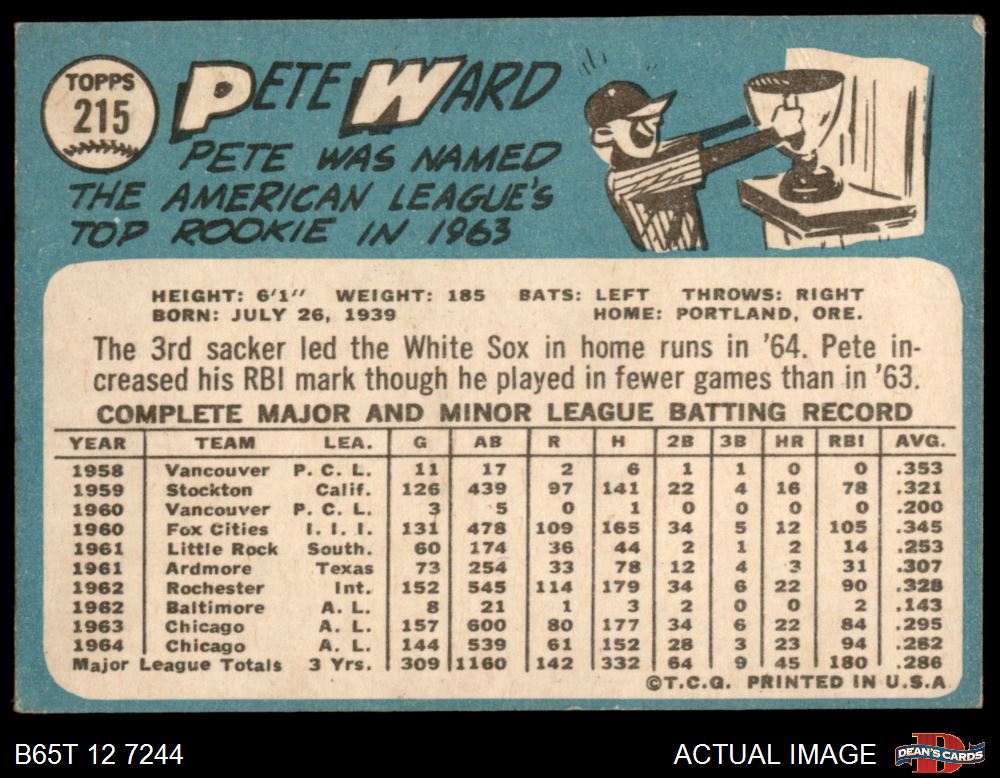 TOPPS
215
PETE WARD
PETE WAS NAMED
THE AMERICAN LEAGUE'S
TOP ROOKIE IN 1963
HEIGHT: 6'1" WEIGHT: 185 BATS: LEFT THROWS: RIGHT
BORN: JULY 26, 1939 HOME: PORTLAND, ORE.
The 3rd sacker led the White Sox in home runs in '64. Pete in-
creased his RBI mark though he played in fewer games than in '63.
COMPLETE MAJOR AND MINOR LEAGUE BATTING RECORD
YEAR TEAM LEA. G AB R H 2B 3B HR RBI AVG.
1958 Vancouver P. C. L. 11 17 2 6 1 1 0 0 .353
1959 Stockton Calif. 126 439 97 141 22 4 16 78 .321
1960 Vancouver P. C. L. 3 5 0 1 0 0 0 0 .200
1960 Fox Cities I. I. I. 131 478 109 165 34 5 12 105 .345
1961 Little Rock South. 60 174 36 44 2 1 2 14 .253
1961 Ardmore Texas 73 254 33 78 12 4 3 31 .307
1962 Rochester Int. 152 545 114 179 34 6 22 90 .328
1962 Baltimore A. L. 8 21 1 3 2 0 0 2 .143
1963 Chicago A. L. 157 600 80 177 34 6 22 84 .295
1964 Chicago A. L. 144 539 61 152 28 3 23 94 .282
Major League Totals 3 Yrs. 309 1160 142 332 64 9 45 180 .286
©T.C.G. PRINTED IN U.S.A
B65T 12 7244 ACTUAL IMAGE DEAN'S CARDS